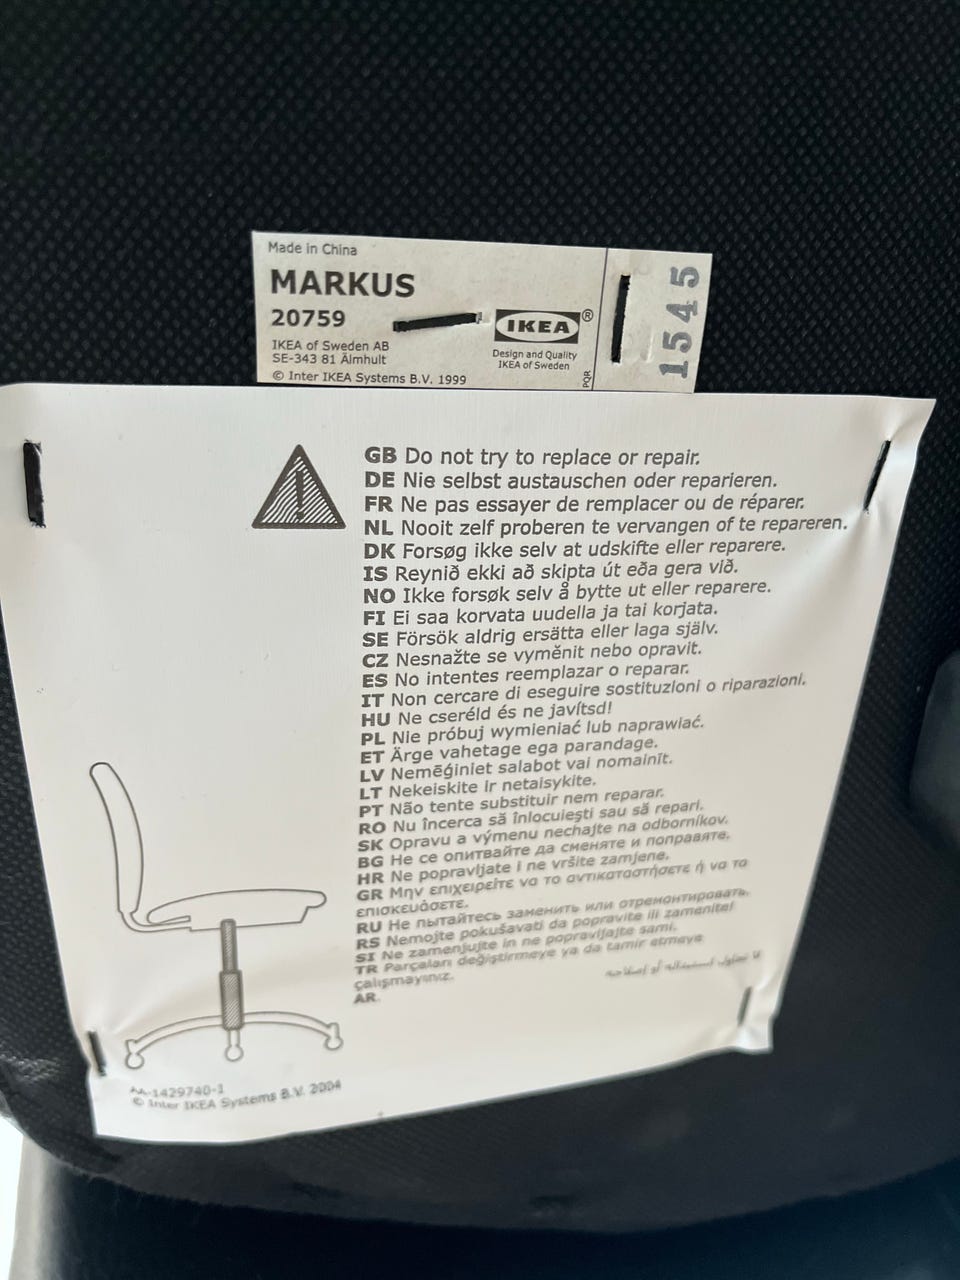 Made in China
MARKUS
20759
IKEA of Sweden AB
SE-343 81 Älmhult
© Inter IKEA Systems B.V. 1999
IKEA®
Design and Quality
IKEA of Sweden
PQR
1545
GB Do not try to replace or repair.
DE Nie selbst austauschen oder reparieren.
FR Ne pas essayer de remplacer ou de réparer.
NL Nooit zelf proberen te vervangen of te repareren.
DK Forsøg ikke selv at udskifte eller reparere.
IS Reynið ekki að skipta út eða gera við.
NO Ikke forsøk selv å bytte ut eller reparere.
FI Ei saa korvata uudella ja tai korjata.
SE Försök aldrig ersätta eller laga själv.
CZ Nesnažte se vyměnit nebo opravit.
ES No intentes reemplazar o reparar.
IT Non cercare di eseguire sostituzioni o riparazioni.
HU Ne cseréld és ne javítsd!
PL Nie próbuj wymieniać lub naprawiać.
ET Ärge vahetage ega parandage.
LV Nemēģiniet salabot vai nomainīt.
LT Nekeiskite ir netaisykite.
PT Não tente substituir nem reparar.
RO Nu încerca să înlocuieşti sau să repari.
SK Opravu a výmenu nechajte na odborníkov.
BG Не се опитвайте да сменяте и поправяте.
HR Ne popravljate i ne vršite zamjene.
GR Μην επιχειρείτε να το αντικαταστήσετε ή να το
επισκευάσετε.
RU Не пытайтесь заменить или отремонтировать.
RS Nemojte pokušavati da popravite ili zamenite!
SI Ne zamenjujte in ne popravljajte sami.
TR Parçaları değiştirmeye ya da tamir etmeye
çalışmayınız.
AR. لا تحاول استبداله أو إصلاحه
AA-1429740-1
© Inter IKEA Systems B.V. 2004